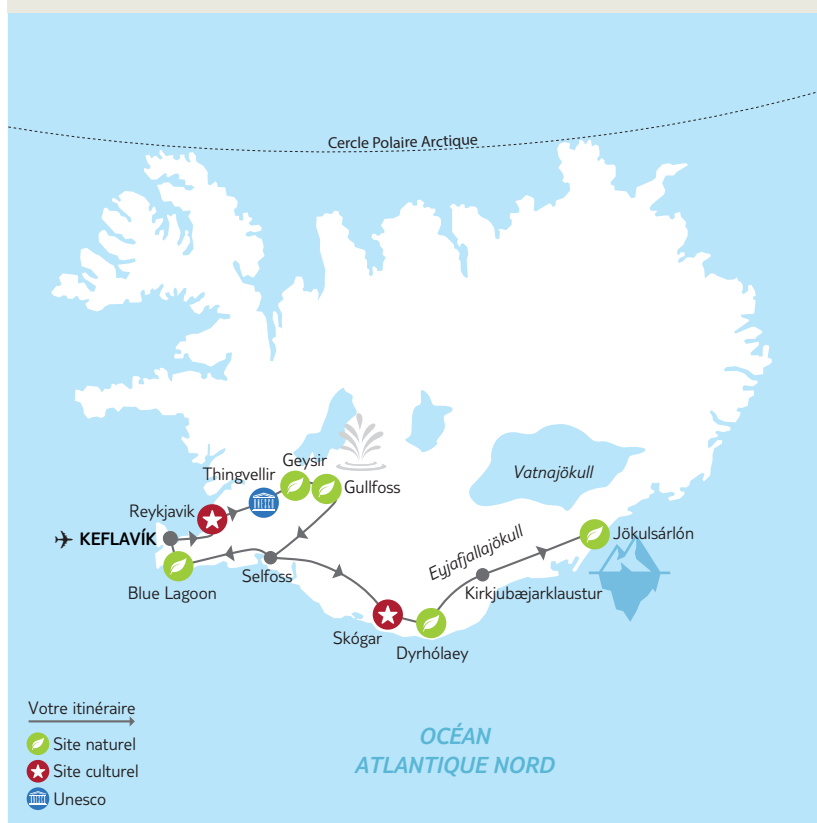 Cercle Polaire Arctique
Geysir
Thingvellir
Gullfoss
Vatnajökull
Reykjavik
UNESCO
KEFLAVÍK
Jökulsárlón
Eyjafjallajökull
Selfoss
Blue Lagoon
Kirkjubæjarklaustur
Skógar
Dyrhólaey
Votre itinéraire
Site naturel
Site culturel
Unesco
OCÉAN
ATLANTIQUE NORD